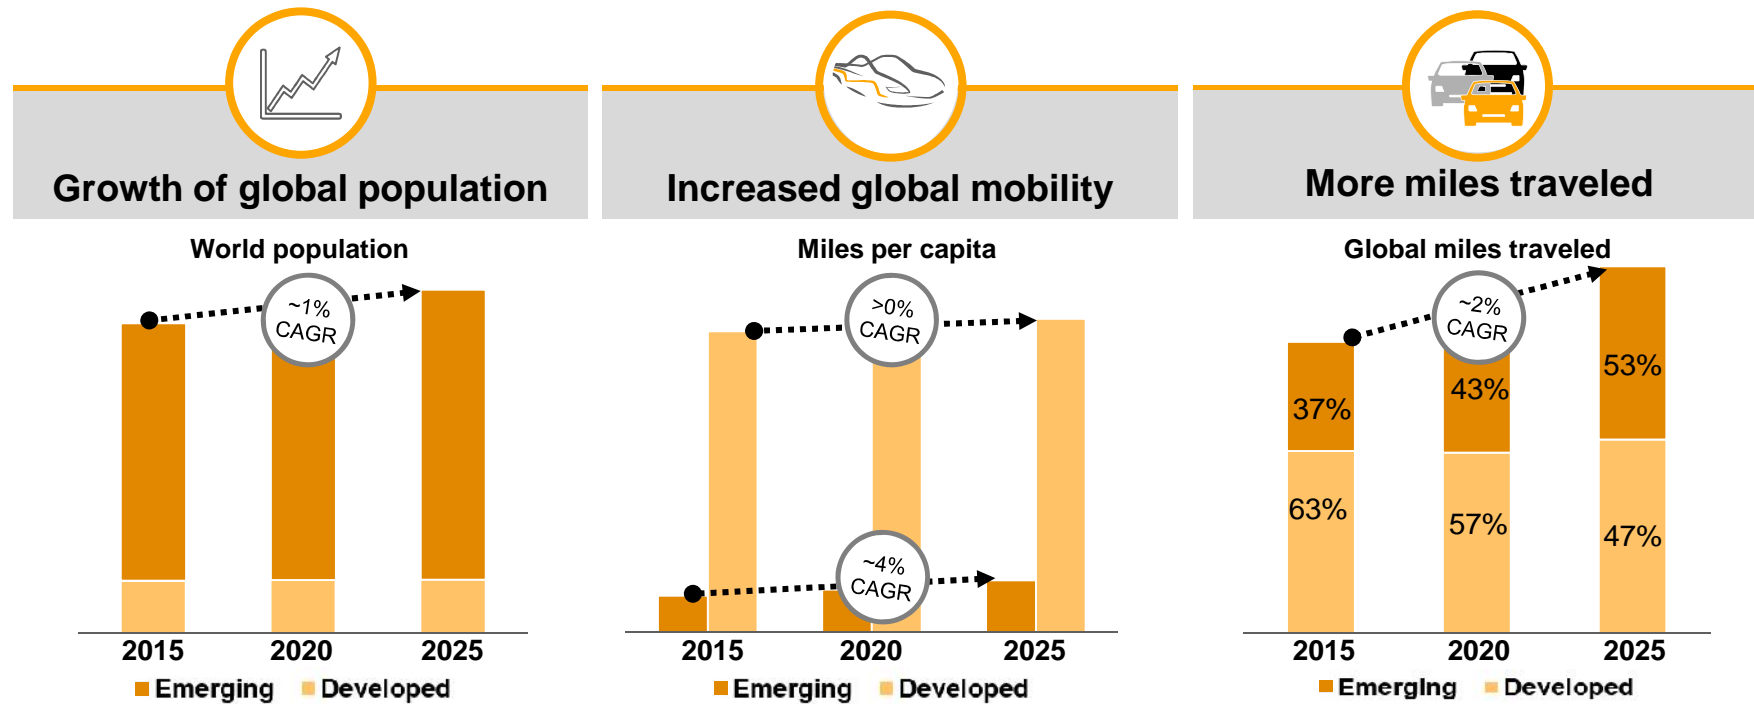 Growth of global population
World population
~1%
CAGR
2015 2020 2025
Emerging Developed
Increased global mobility
Miles per capita
>0%
CAGR
~4%
CAGR
2015 2020 2025
Emerging Developed
More miles traveled
Global miles traveled
~2%
CAGR
37% 43% 53%
63% 57% 47%
2015 2020 2025
Emerging Developed